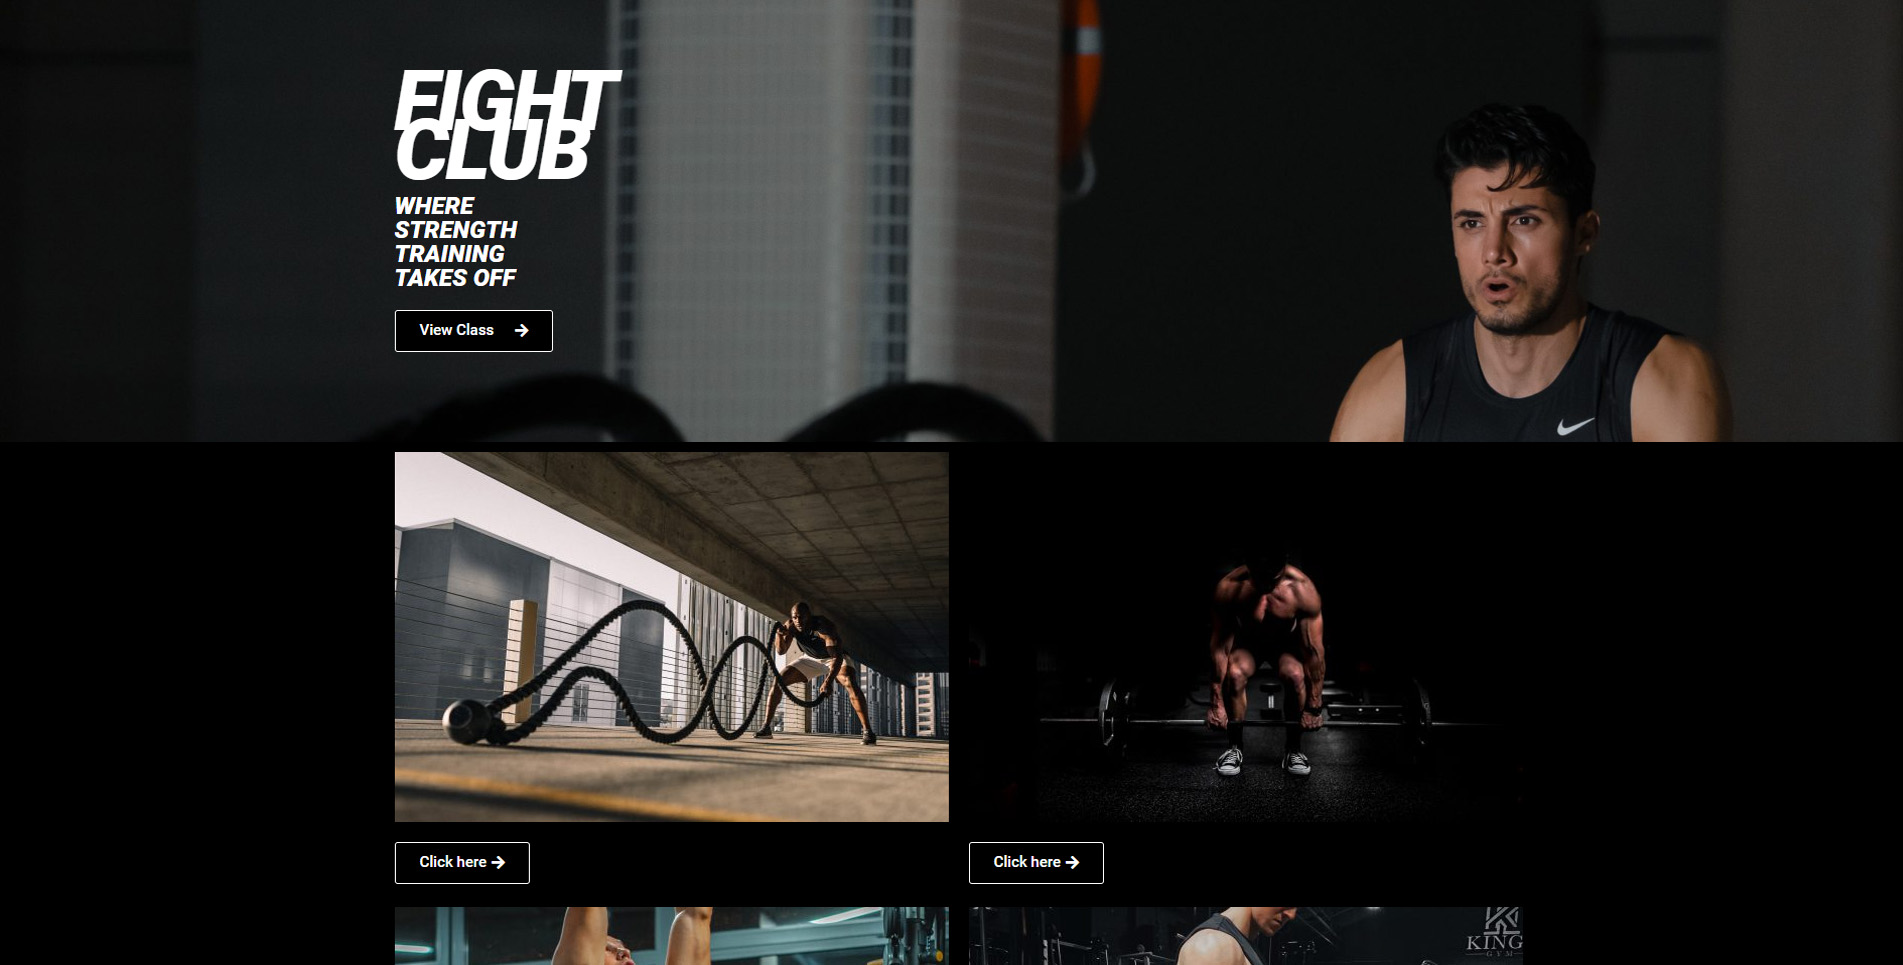 FIGHT
CLUB
WHERE
STRENGTH
TRAINING
TAKES OFF
View Class
Click here
Click here
KING
GYM